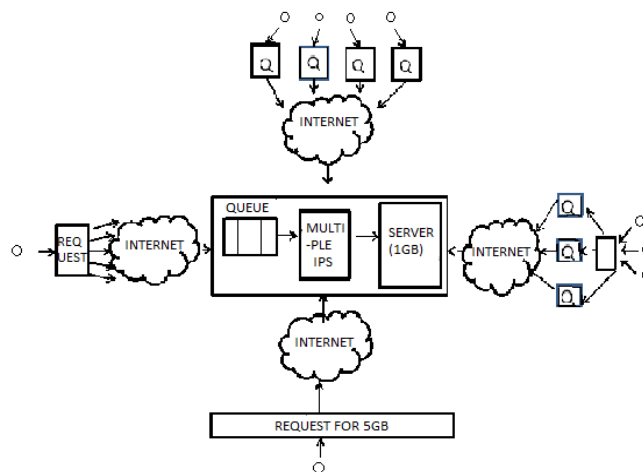 Q Q Q Q
INTERNET
QUEUE
MULTI
-PLE
IPS
SERVER
(1GB)
REQ
UEST
INTERNET
INTERNET
Q
Q
Q
INTERNET
REQUEST FOR 5GB